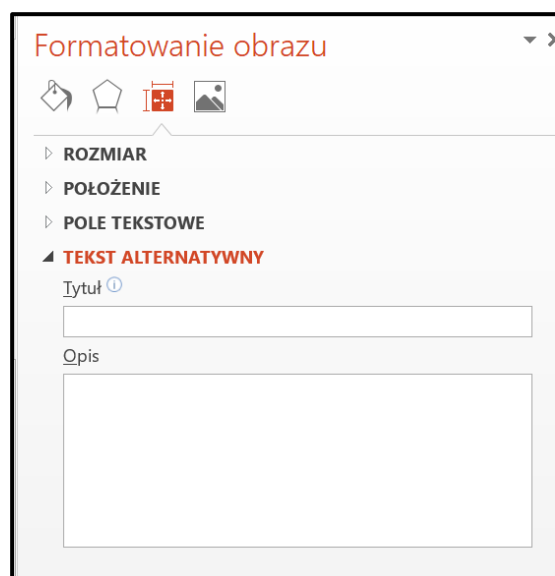 Formatowanie obrazu
ROZMIAR
POŁOŻENIE
POLE TEKSTOWE
TEKST ALTERNATYWNY
Tytuł
Opis